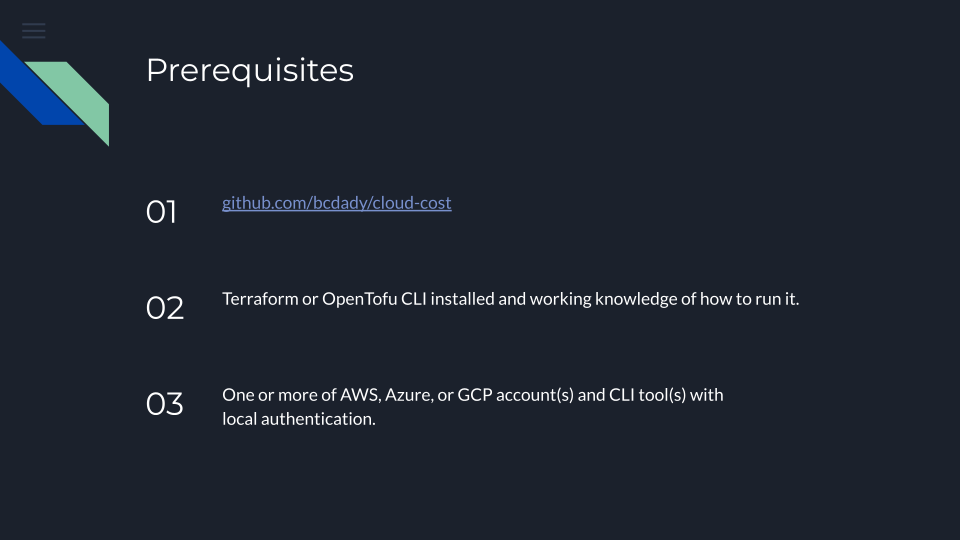 Prerequisites
01
github.com/bcdady/cloud-cost
02
Terraform or OpenTofu CLI installed and working knowledge of how to run it.
03
One or more of AWS, Azure, or GCP account(s) and CLI tool(s) with
local authentication.